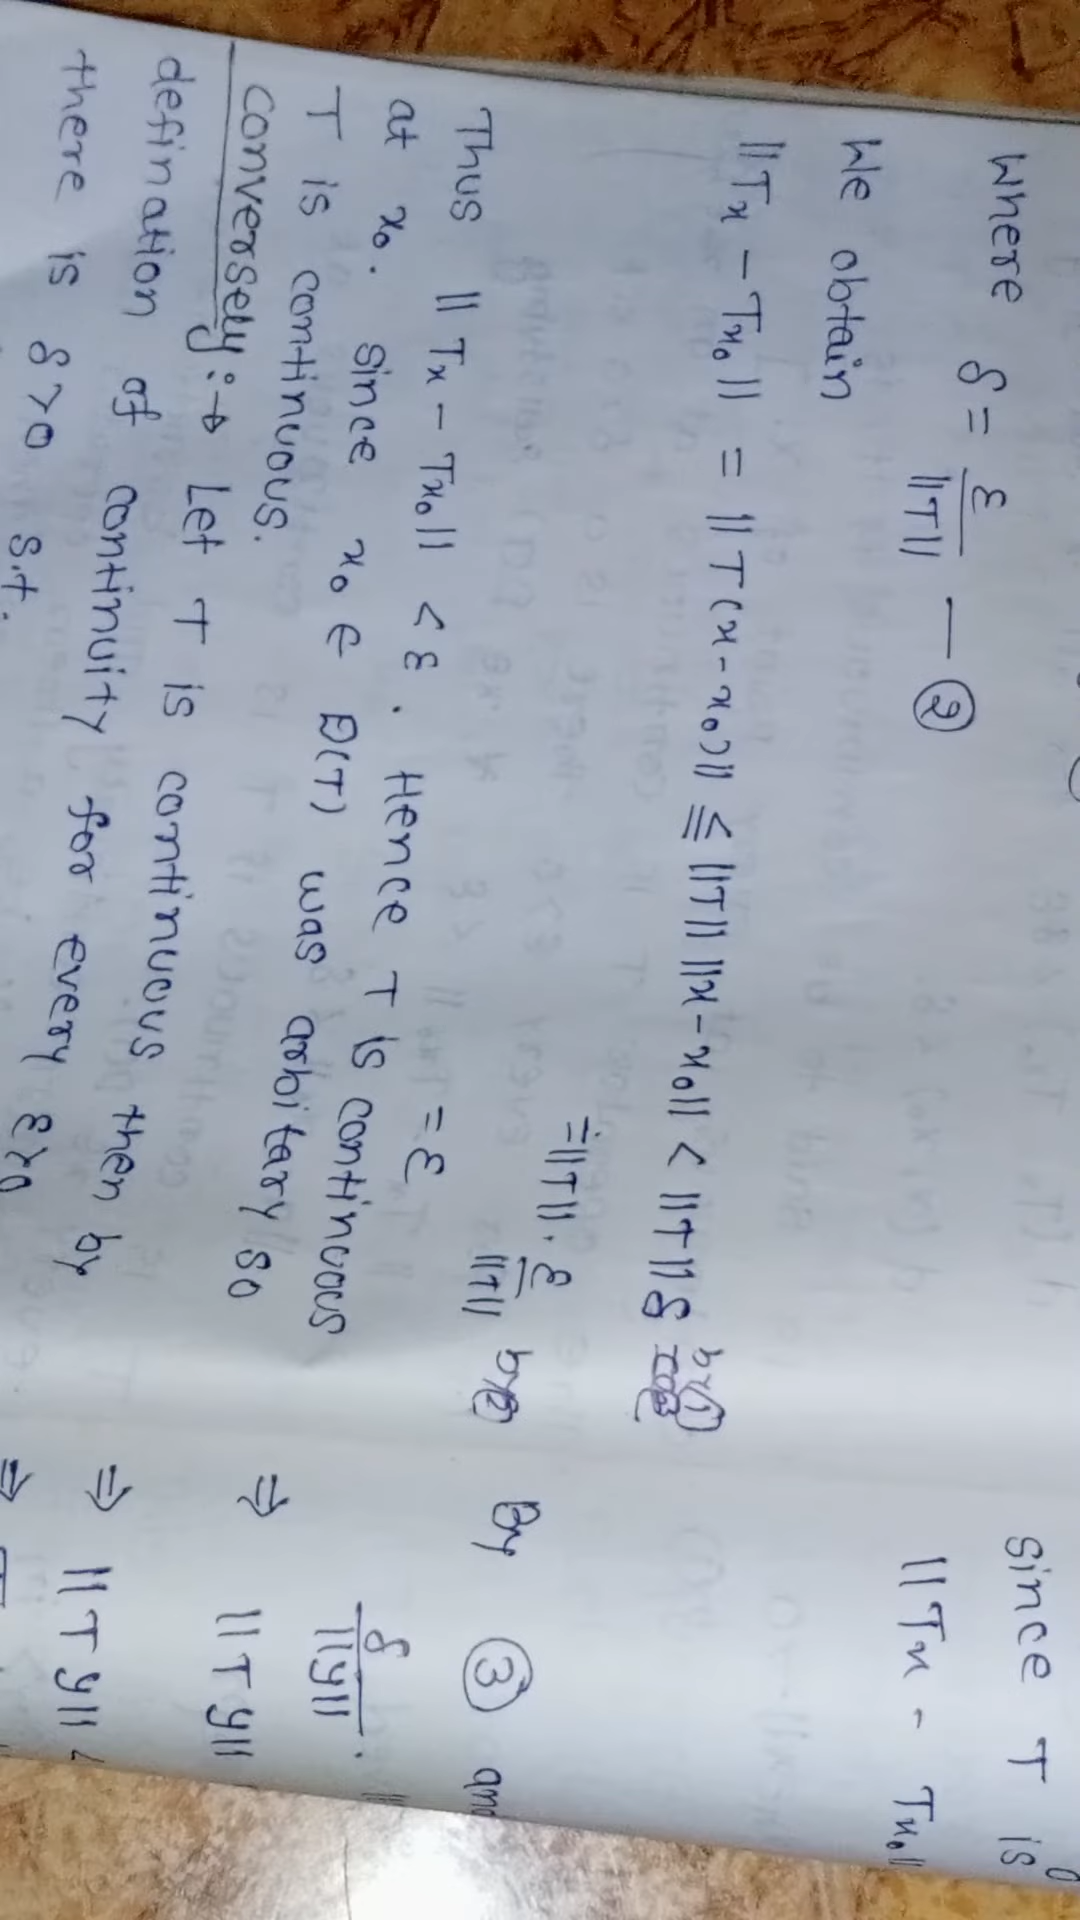 Where δ = ε / ||T|| — ②
We obtain
||Tx - Tx₀|| = ||T(x-x₀)|| ≤ ||T|| ||x-x₀|| < ||T|| δ by ①
= ||T|| . ε / ||T|| by ②
= ε
Thus ||Tx - Tx₀|| < ε . Hence T is continuous
at x₀. Since x₀ ∈ D(T) was arbitary so
T is continuous.
Conversely :→ Let T is continuous then by
defination of continuity for every ε>0
there is δ>0 s.t.
Since T is
||Tx - Tx₀||
By ③ and
δ / ||y|| .
⇒ ||Ty||
⇒ ||Ty||
⇒